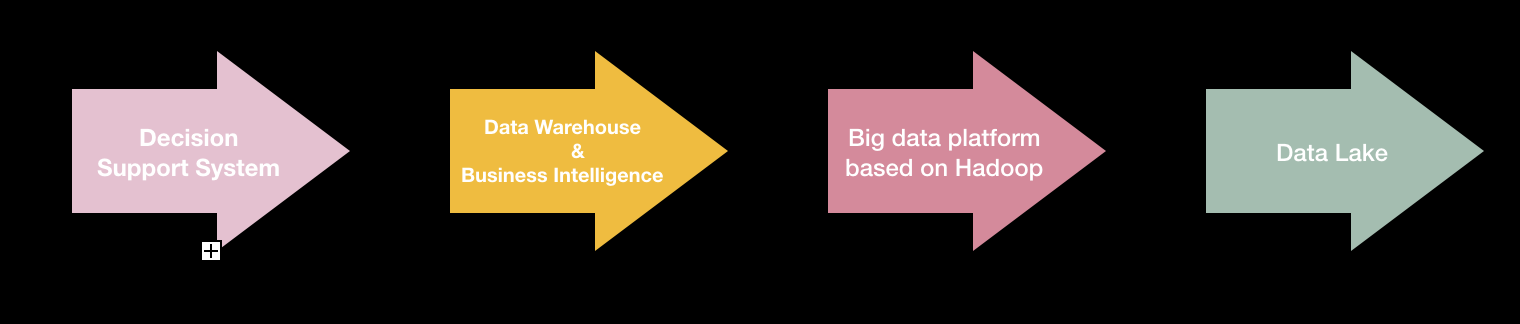 Decision
Support System
Data Warehouse
&
Business Intelligence
Big data platform
based on Hadoop
Data Lake